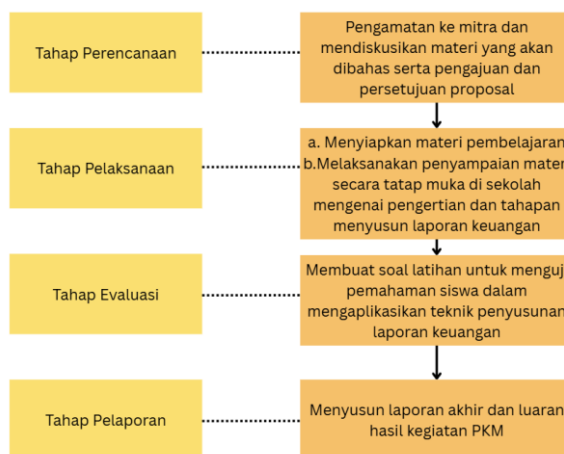 Tahap Perencanaan
Pengamatan ke mitra dan
mendiskusikan materi yang akan
dibahas serta pengajuan dan
persetujuan proposal
Tahap Pelaksanaan
a. Menyiapkan materi pembelajaran
b.Melaksanakan penyampaian mater
secara tatap muka di sekolah
mengenai pengertian dan tahapan
menyusun laporan keuangan
Tahap Evaluasi
Membuat soal latihan untuk menguj
pemahaman siswa dalam
mengaplikasikan teknik penyusunan
laporan keuangan
Tahap Pelaporan
Menyusun laporan akhir dan luaran
hasil kegiatan PKM